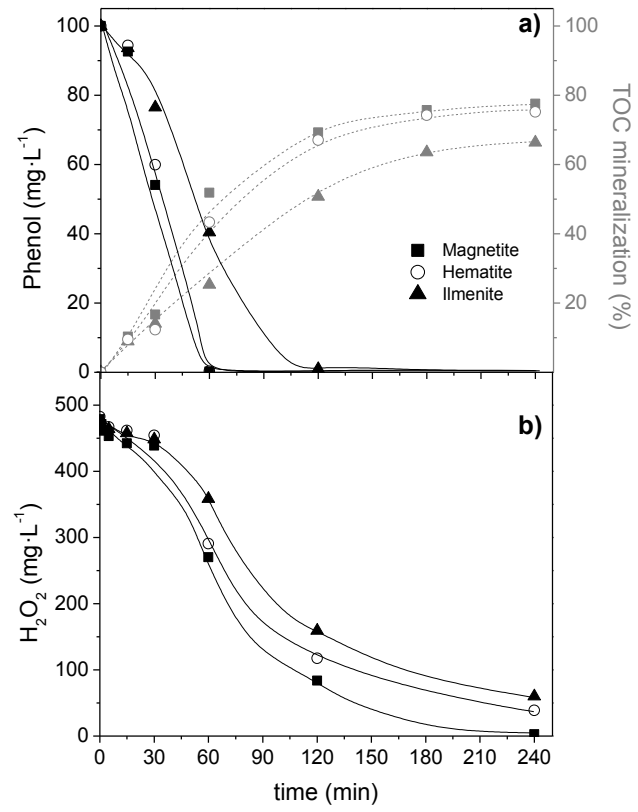 a)
Phenol (mg·L⁻¹)
100
80
60
40
20
0
TOC mineralization (%)
100
80
60
40
20
Magnetite
Hematite
Ilmenite
b)
H₂O₂ (mg·L⁻¹)
500
400
300
200
100
0
0 30 60 90 120 150 180 210 240
time (min)